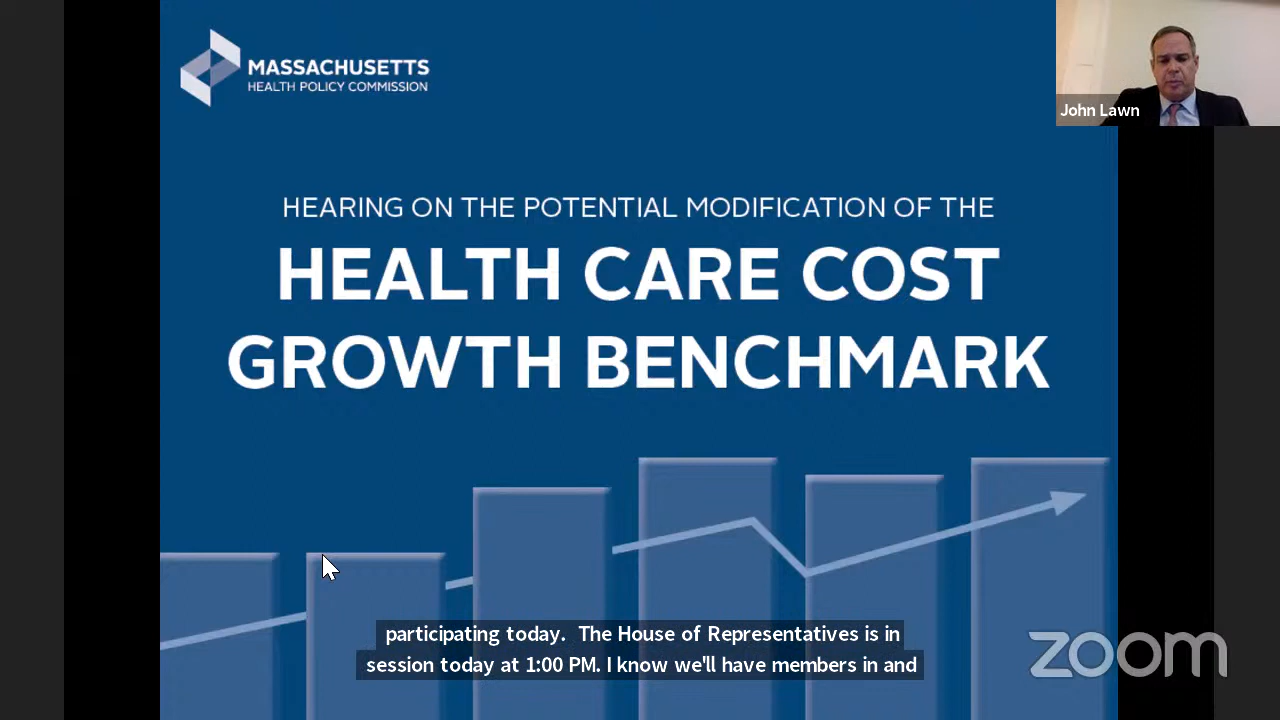 MASSACHUSETTS
HEALTH POLICY COMMISSION
John Lawn
HEARING ON THE POTENTIAL MODIFICATION OF THE
HEALTH CARE COST
GROWTH BENCHMARK
participating today.  The House of Representatives is in
session today at 1:00 PM. I know we'll have members in and
zoom